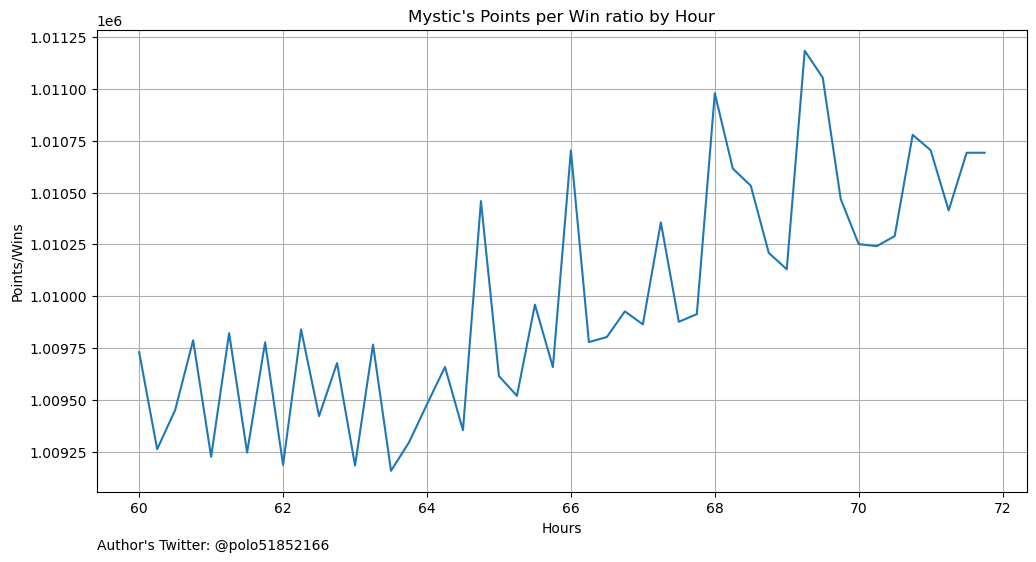 Mystic's Points per Win ratio by Hour
1e6
1.01125
1.01100
1.01075
1.01050
1.01025
1.01000
1.00975
1.00950
1.00925
Points/Wins
60 62 64 66 68 70 72
Hours
Author's Twitter: @polo51852166